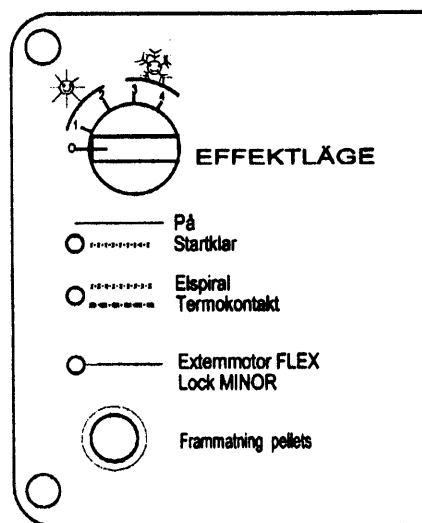 2 3 4
1
0
EFFEKTLÄGE
På
Startklar
Elspiral
Termokontakt
Externmotor FLEX
Lock MINOR
Frammatning pellets